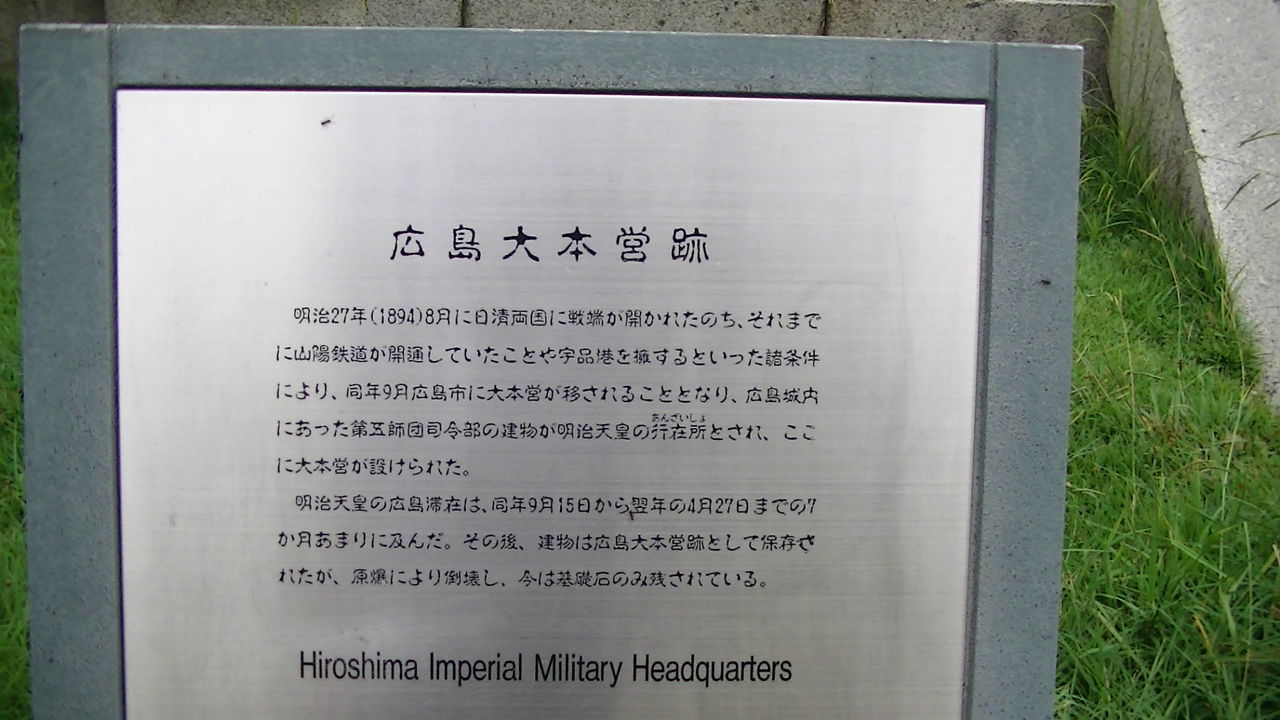 広島大本営跡
明治27年(1894)8月に日清両国に戦端が開かれたのち、それまで
に山陽鉄道が開通していたことや宇品港を擁するといった諸条件
により、同年9月広島市に大本営が移されることとなり、広島城内
あんざいしょ
にあった第五師団司令部の建物が明治天皇の行在所とされ、ここ
に大本営が設けられた。
明治天皇の広島滞在は、同年9月15日から翌年の4月27日までの7
か月あまりに及んだ。その後、建物は広島大本営跡として保存さ
れたが、原爆により倒壊し、今は基礎石のみ残されている。
Hiroshima Imperial Military Headquarters